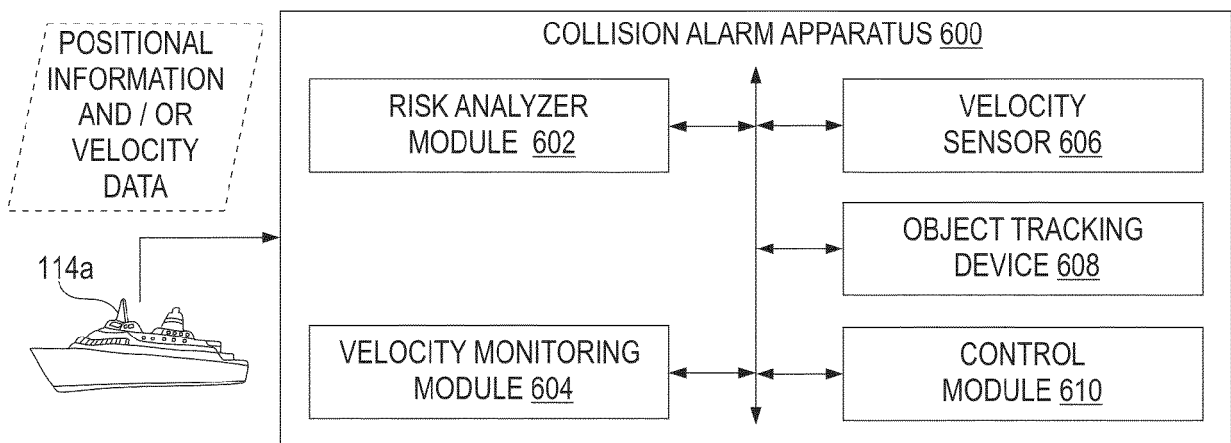 POSITIONAL
INFORMATION
AND / OR
VELOCITY
DATA
114a
COLLISION ALARM APPARATUS 600
RISK ANALYZER
MODULE 602
VELOCITY
SENSOR 606
OBJECT TRACKING
DEVICE 608
VELOCITY MONITORING
MODULE 604
CONTROL
MODULE 610